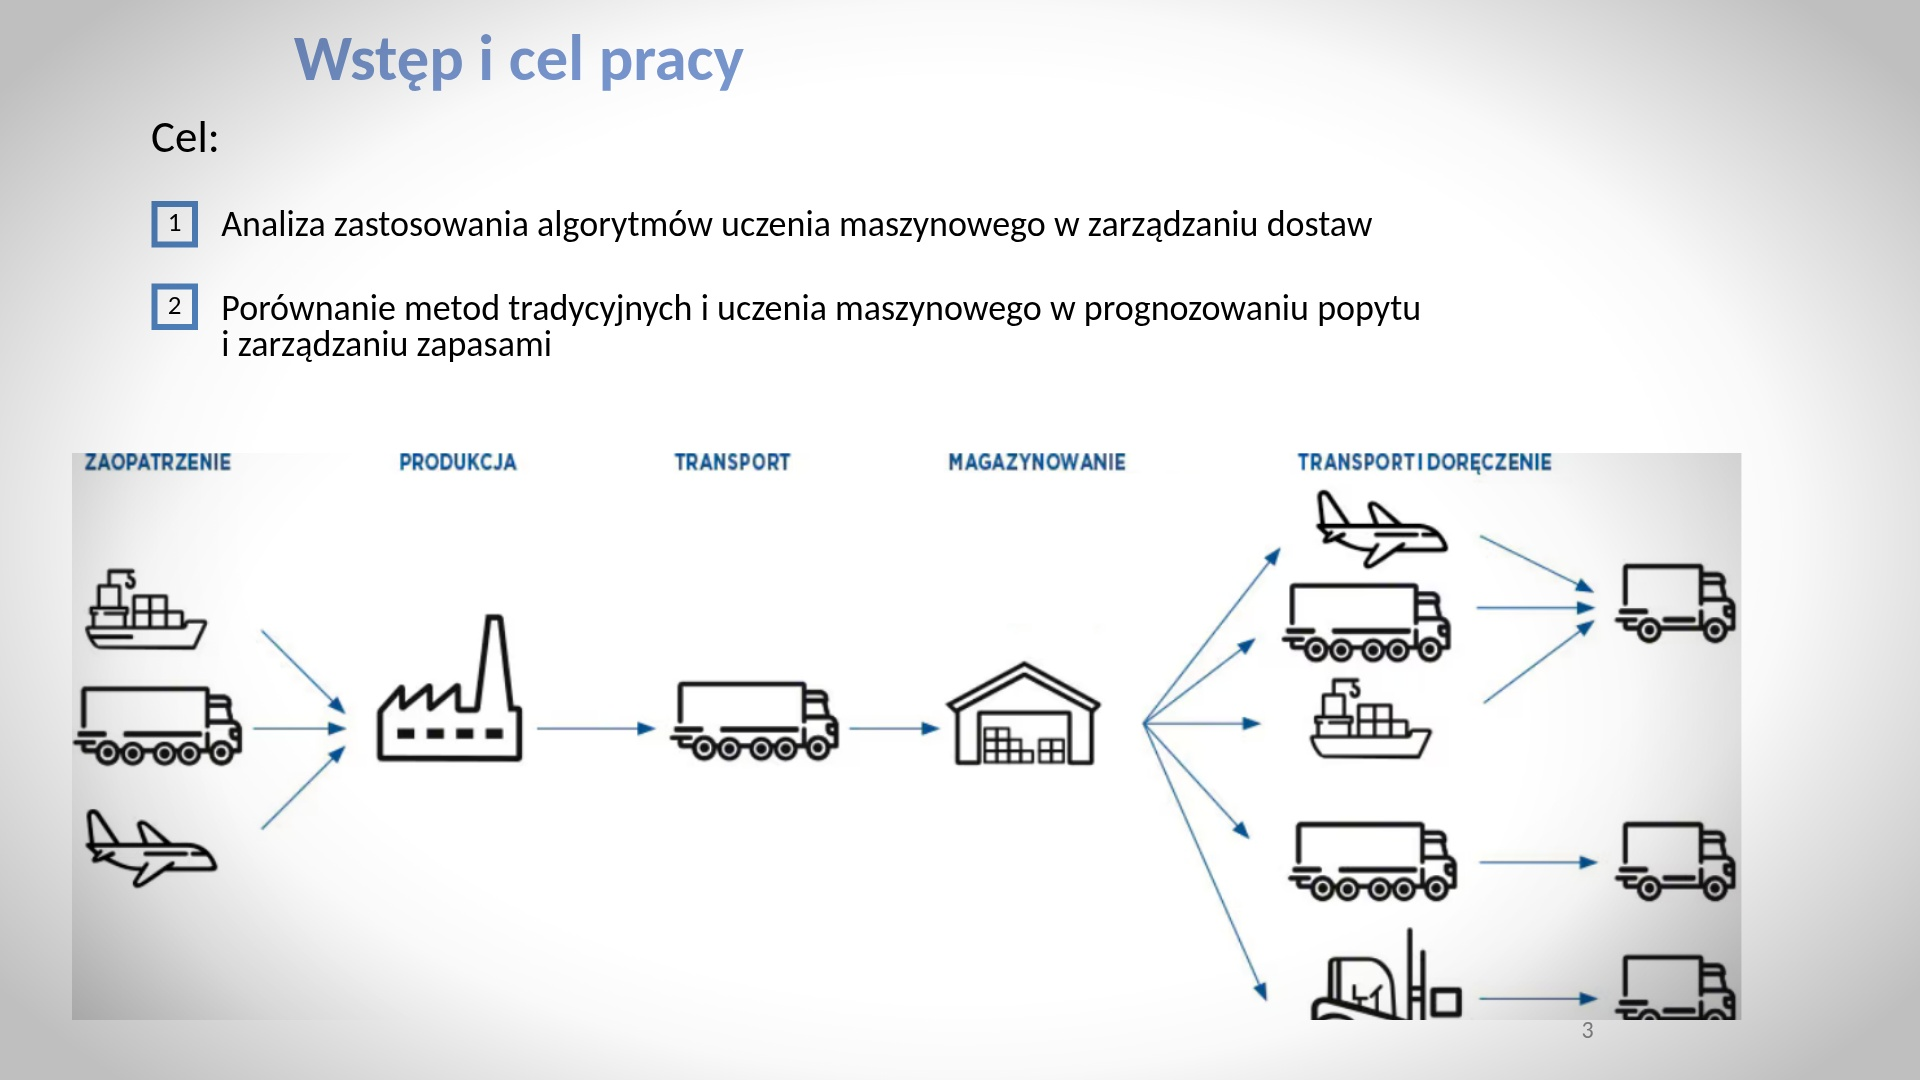 Wstęp i cel pracy
Cel:
1 Analiza zastosowania algorytmów uczenia maszynowego w zarządzaniu dostaw
2 Porównanie metod tradycyjnych i uczenia maszynowego w prognozowaniu popytu
i zarządzaniu zapasami
ZAOPATRZENIE PRODUKCJA TRANSPORT MAGAZYNOWANIE TRANSPORT I DORĘCZENIE
3